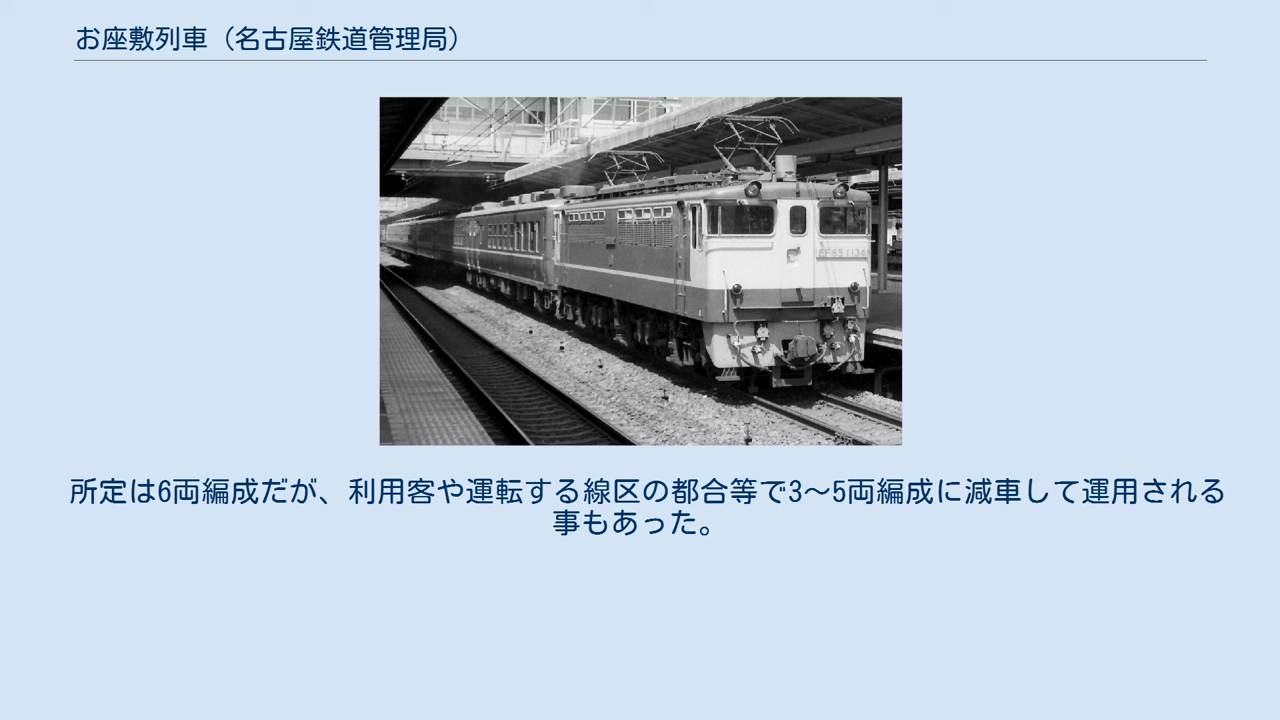 お座敷列車（名古屋鉄道管理局）
EF65 1134
所定は6両編成だが、利用客や運転する線区の都合等で3～5両編成に減車して運用される
事もあった。